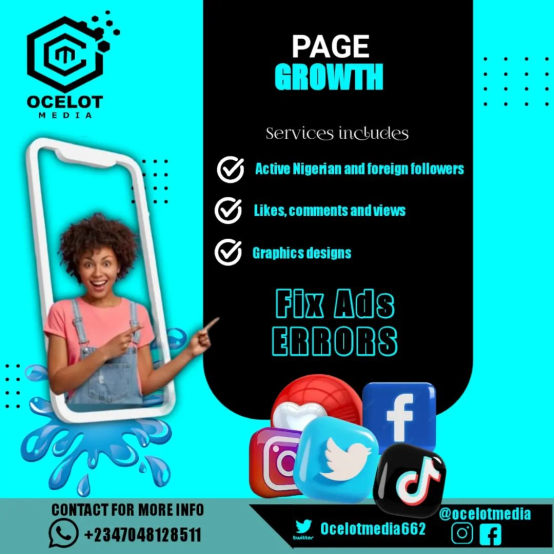 OCELOT
MEDIA
PAGE
GROWTH
Services includes
Active Nigerian and foreign followers
Likes, comments and views
Graphics designs
Fix Ads
ERRORS
CONTACT FOR MORE INFO
+2347048128511
twitter
Ocelotmedia662
@ocelotmedia